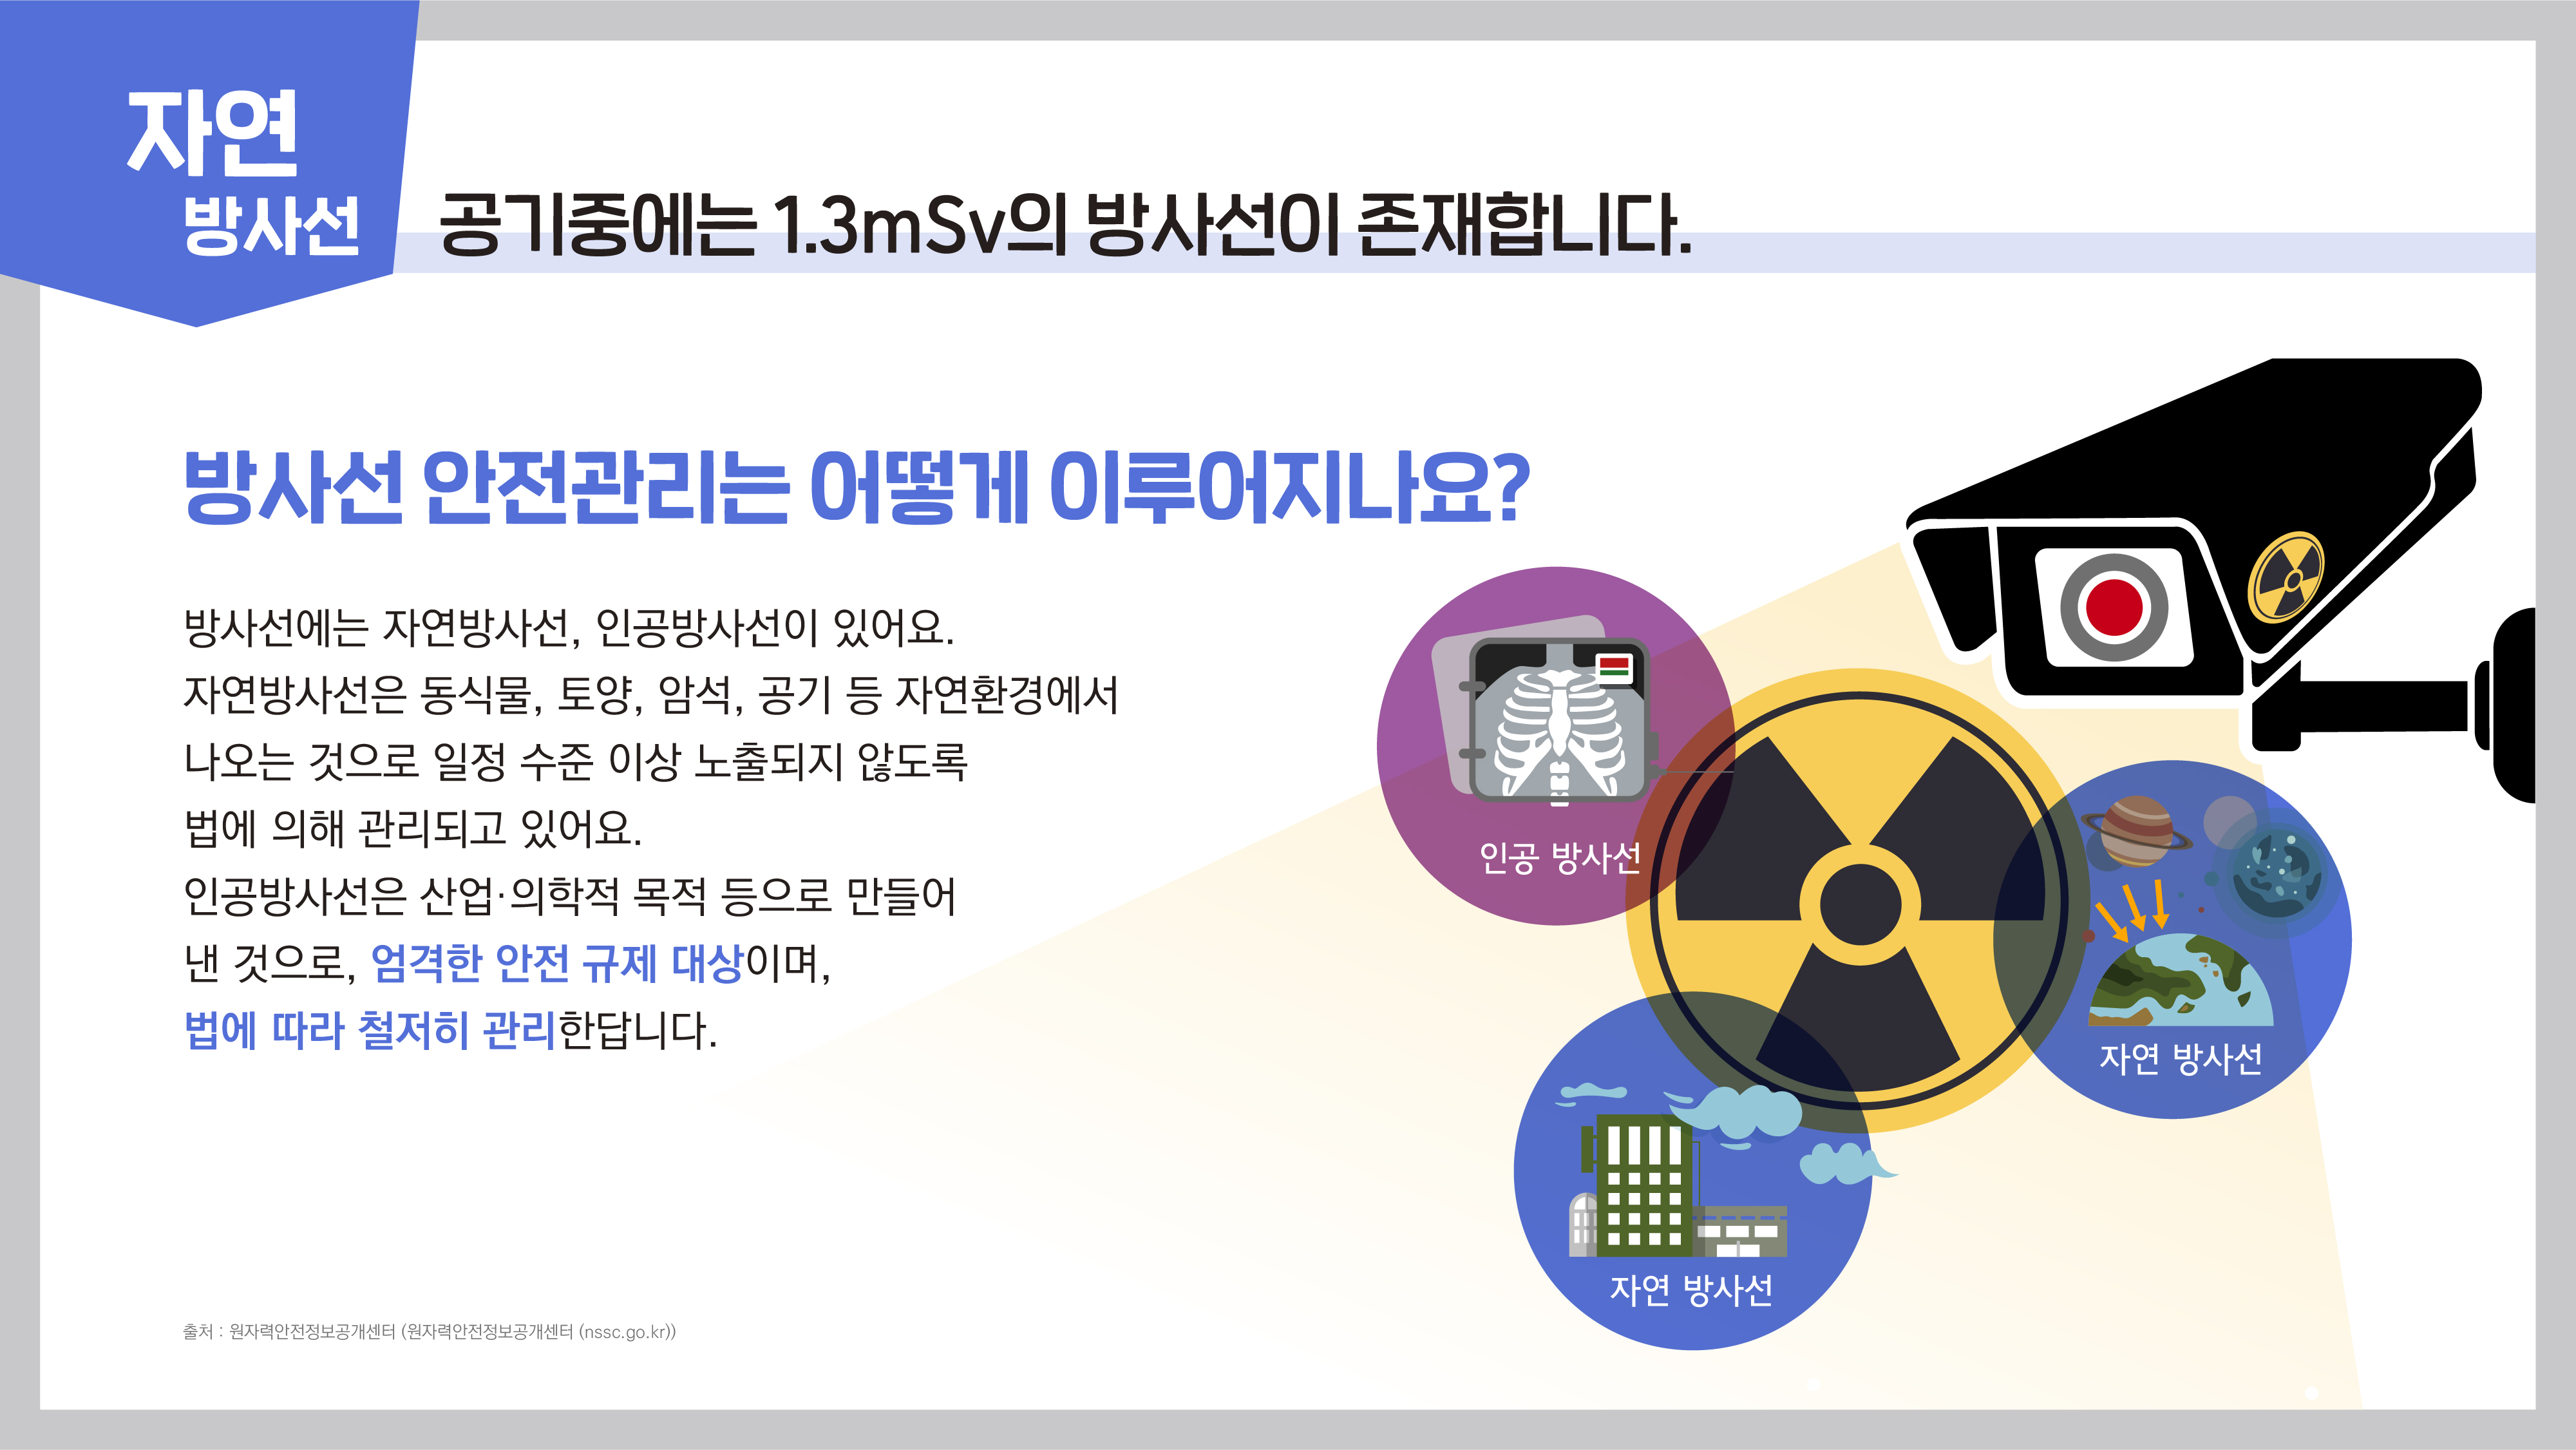 자연
방사선
공기중에는 1.3mSv의 방사선이 존재합니다.
방사선 안전관리는 어떻게 이루어지나요?
방사선에는 자연방사선, 인공방사선이 있어요.
자연방사선은 동식물, 토양, 암석, 공기 등 자연환경에서
나오는 것으로 일정 수준 이상 노출되지 않도록
법에 의해 관리되고 있어요.
인공방사선은 산업·의학적 목적 등으로 만들어
낸 것으로, 엄격한 안전 규제 대상이며,
법에 따라 철저히 관리한답니다.
인공 방사선
자연 방사선
자연 방사선
출처 : 원자력안전정보공개센터 (원자력안전정보공개센터 (nssc.go.kr))